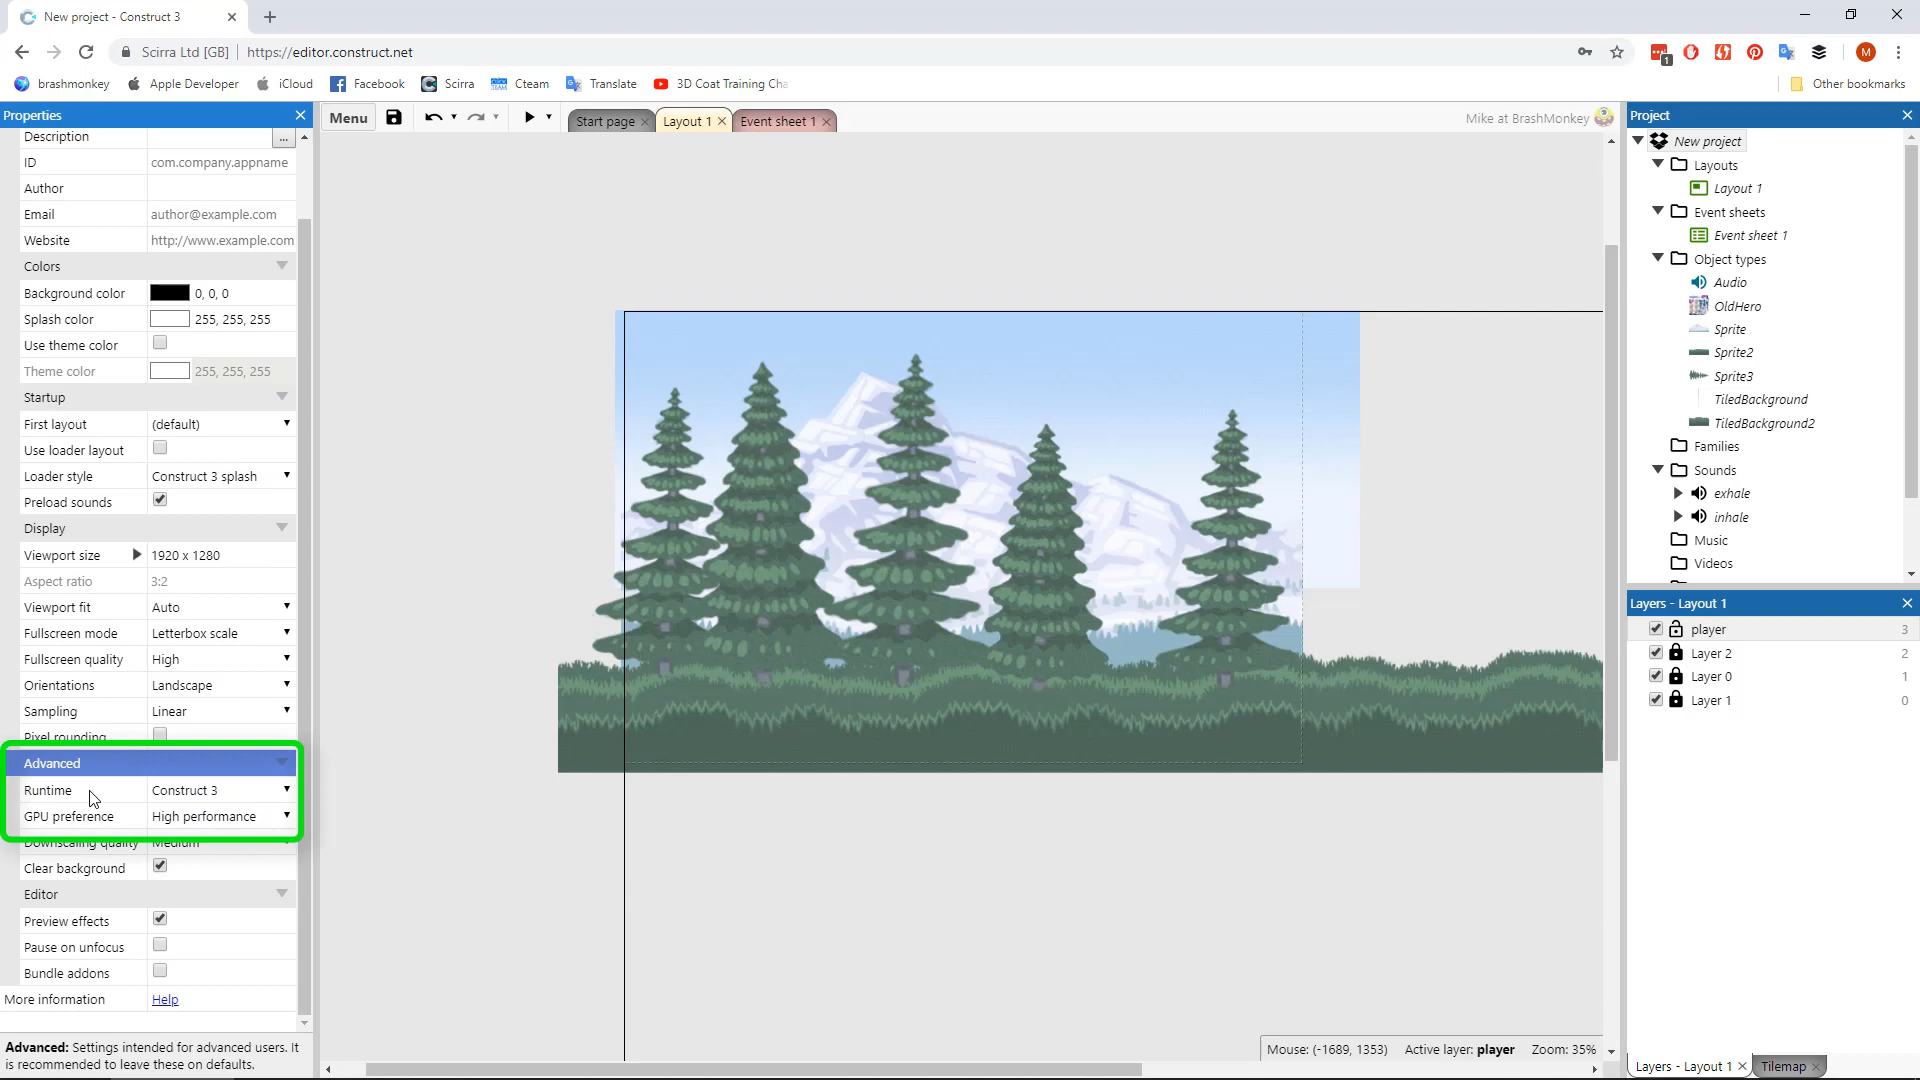 New project - Construct 3
Scirra Ltd [GB] https://editor.construct.net
1
M
brashmonkey Apple Developer iCloud Facebook Scirra Cteam Translate 3D Coat Training Cha Other bookmarks
Properties
Description ...
ID com.company.appname
Author
Email author@example.com
Website http://www.example.com
Colors
Background color 0, 0, 0
Splash color 255, 255, 255
Use theme color
Theme color 255, 255, 255
Startup
First layout (default)
Use loader layout
Loader style Construct 3 splash
Preload sounds
Display
Viewport size 1920 x 1280
Aspect ratio 3:2
Viewport fit Auto
Fullscreen mode Letterbox scale
Fullscreen quality High
Orientations Landscape
Sampling Linear
Pixel rounding
Advanced
Runtime Construct 3
GPU preference High performance
Downscaling quality Medium
Clear background
Editor
Preview effects
Pause on unfocus
Bundle addons
More information Help
Advanced: Settings intended for advanced users. It
is recommended to leave these on defaults.
Menu
Start page Layout 1 Event sheet 1
Mike at BrashMonkey
Mouse: (-1689, 1353) Active layer: player Zoom: 35%
Project
New project
Layouts
Layout 1
Event sheets
Event sheet 1
Object types
Audio
OldHero
Sprite
Sprite2
Sprite3
TiledBackground
TiledBackground2
Families
Sounds
exhale
inhale
Music
Videos
Layers - Layout 1
player 3
Layer 2 2
Layer 0 1
Layer 1 0
Layers - Layout 1 Tilemap